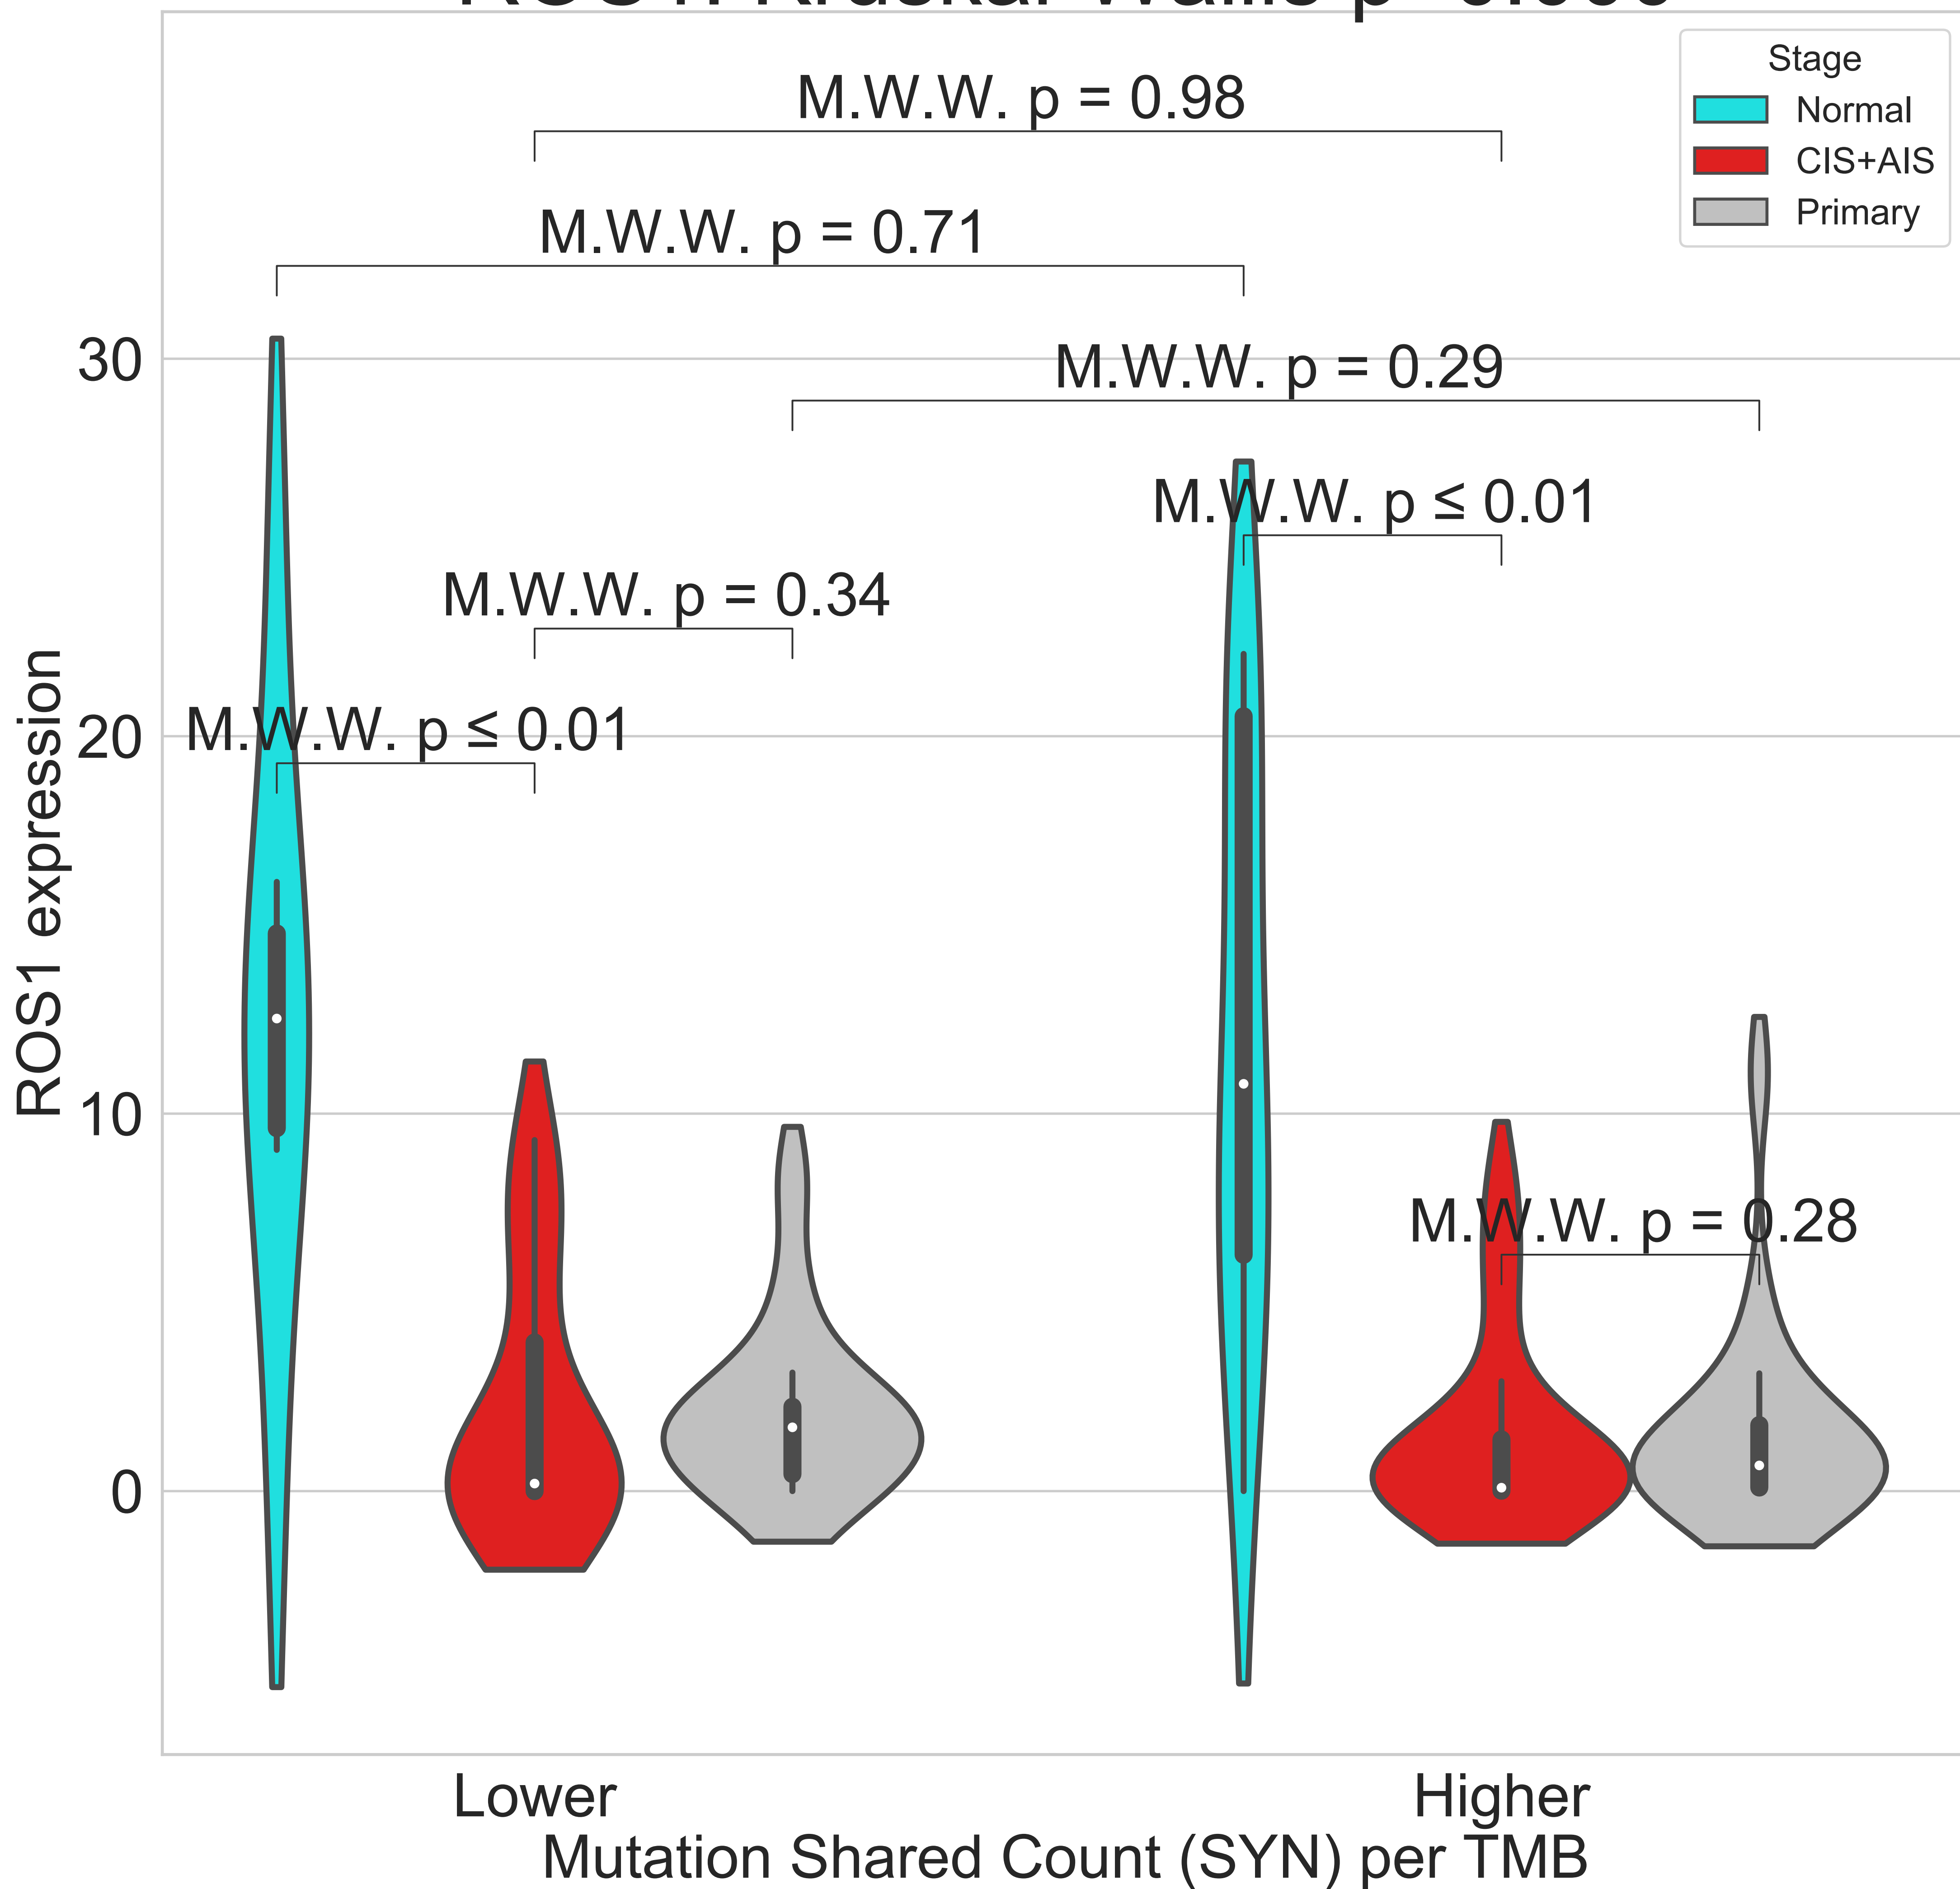 Stage
Normal
CIS+AIS
Primary
M.W.W. p = 0.98
M.W.W. p = 0.71
M.W.W. p = 0.29
M.W.W. p ≤ 0.01
M.W.W. p = 0.34
M.W.W. p ≤ 0.01
M.W.W. p = 0.28
30
20
10
0
ROS1 expression
Lower
Higher
Mutation Shared Count (SYN) per TMB